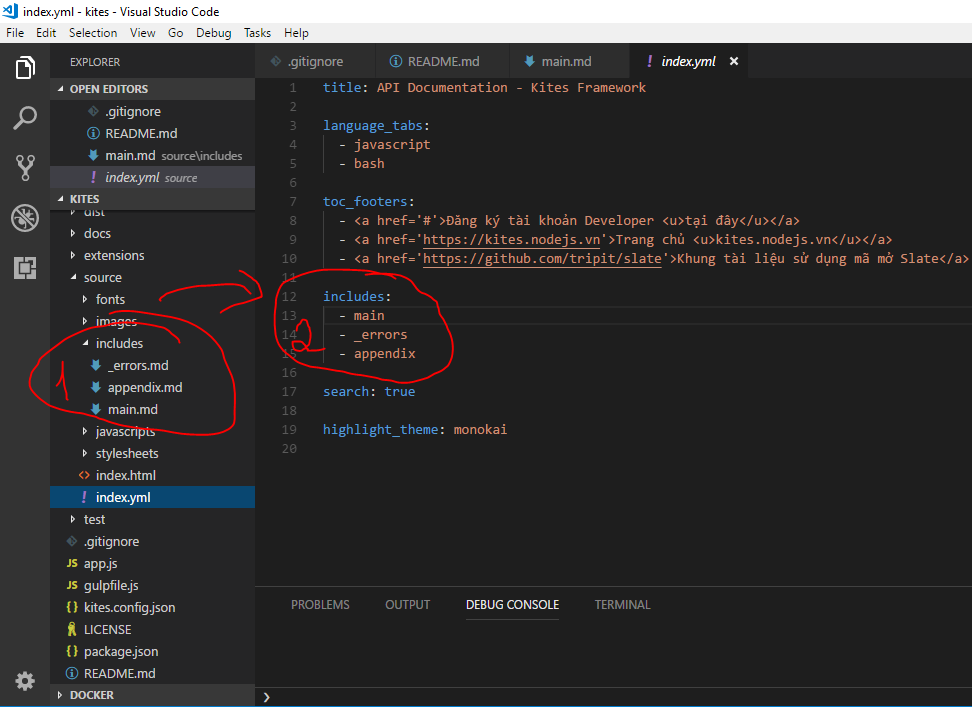 index.yml - kites - Visual Studio Code
File Edit Selection View Go Debug Tasks Help
EXPLORER
OPEN EDITORS
.gitignore
README.md
main.md source\includes
index.yml source
KITES
dist
docs
extensions
source
fonts
images
includes
_errors.md
appendix.md
main.md
javascripts
stylesheets
index.html
index.yml
test
.gitignore
JS app.js
JS gulpfile.js
{} kites.config.json
LICENSE
{} package.json
README.md
DOCKER
1
.gitignore README.md main.md ! index.yml ×
1 title: API Documentation - Kites Framework
2
3 language_tabs:
4 - javascript
5 - bash
6
7 toc_footers:
8 - <a href='#'>Đăng ký tài khoản Developer <u>tại đây</u></a>
9 - <a href='https://kites.nodejs.vn'>Trang chủ <u>kites.nodejs.vn</u></a>
10 - <a href='https://github.com/tripit/slate'>Khung tài liệu sử dụng mã mở Slate</a>
11
12 includes:
13 - main
14 - _errors
15 - appendix
16
17 search: true
18
19 highlight_theme: monokai
20
2
PROBLEMS OUTPUT DEBUG CONSOLE TERMINAL